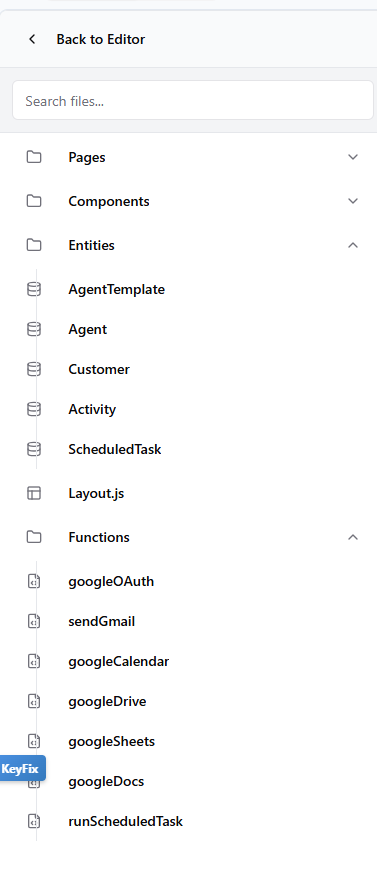 Back to Editor
Search files...
Pages
Components
Entities
AgentTemplate
Agent
Customer
Activity
ScheduledTask
Layout.js
Functions
googleOAuth
sendGmail
googleCalendar
googleDrive
googleSheets
KeyFix
googleDocs
runScheduledTask